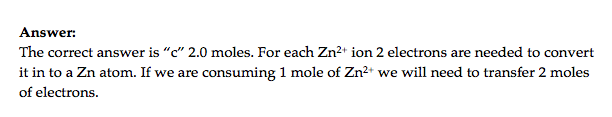 Answer:
The correct answer is “c” 2.0 moles. For each Zn²⁺ ion 2 electrons are needed to convert
it in to a Zn atom. If we are consuming 1 mole of Zn²⁺ we will need to transfer 2 moles
of electrons.